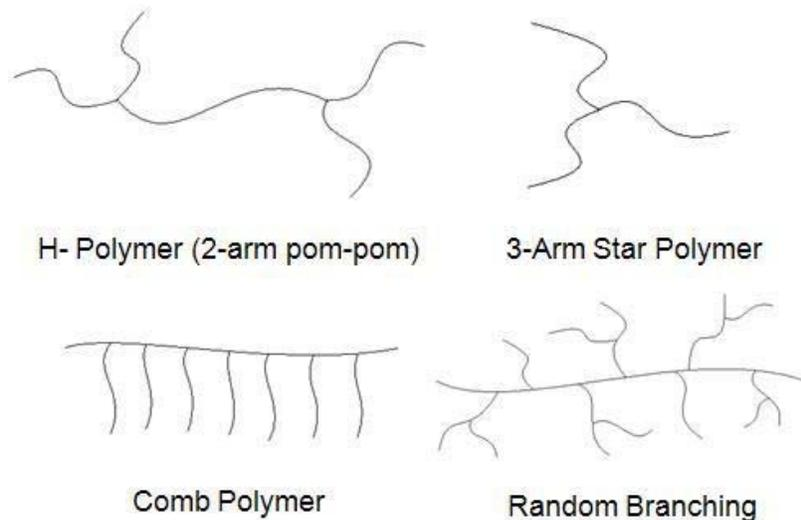 H- Polymer (2-arm pom-pom)
3-Arm Star Polymer
Comb Polymer
Random Branching